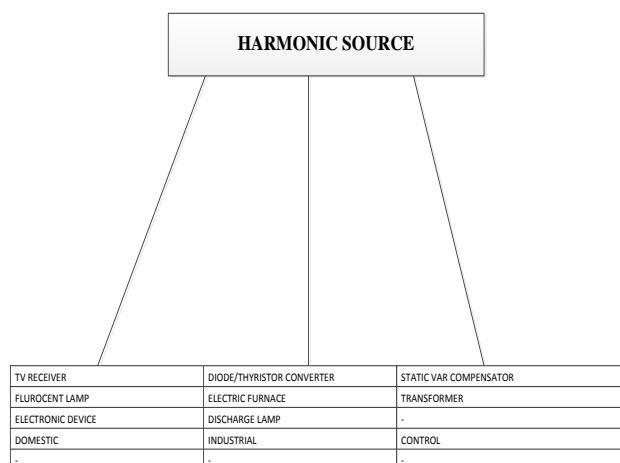 HARMONIC SOURCE
TV RECEIVER DIODE/THYRISTOR CONVERTER STATIC VAR COMPENSATOR
FLUROCENT LAMP ELECTRIC FURNACE TRANSFORMER
ELECTRONIC DEVICE DISCHARGE LAMP -
DOMESTIC INDUSTRIAL CONTROL
- - -